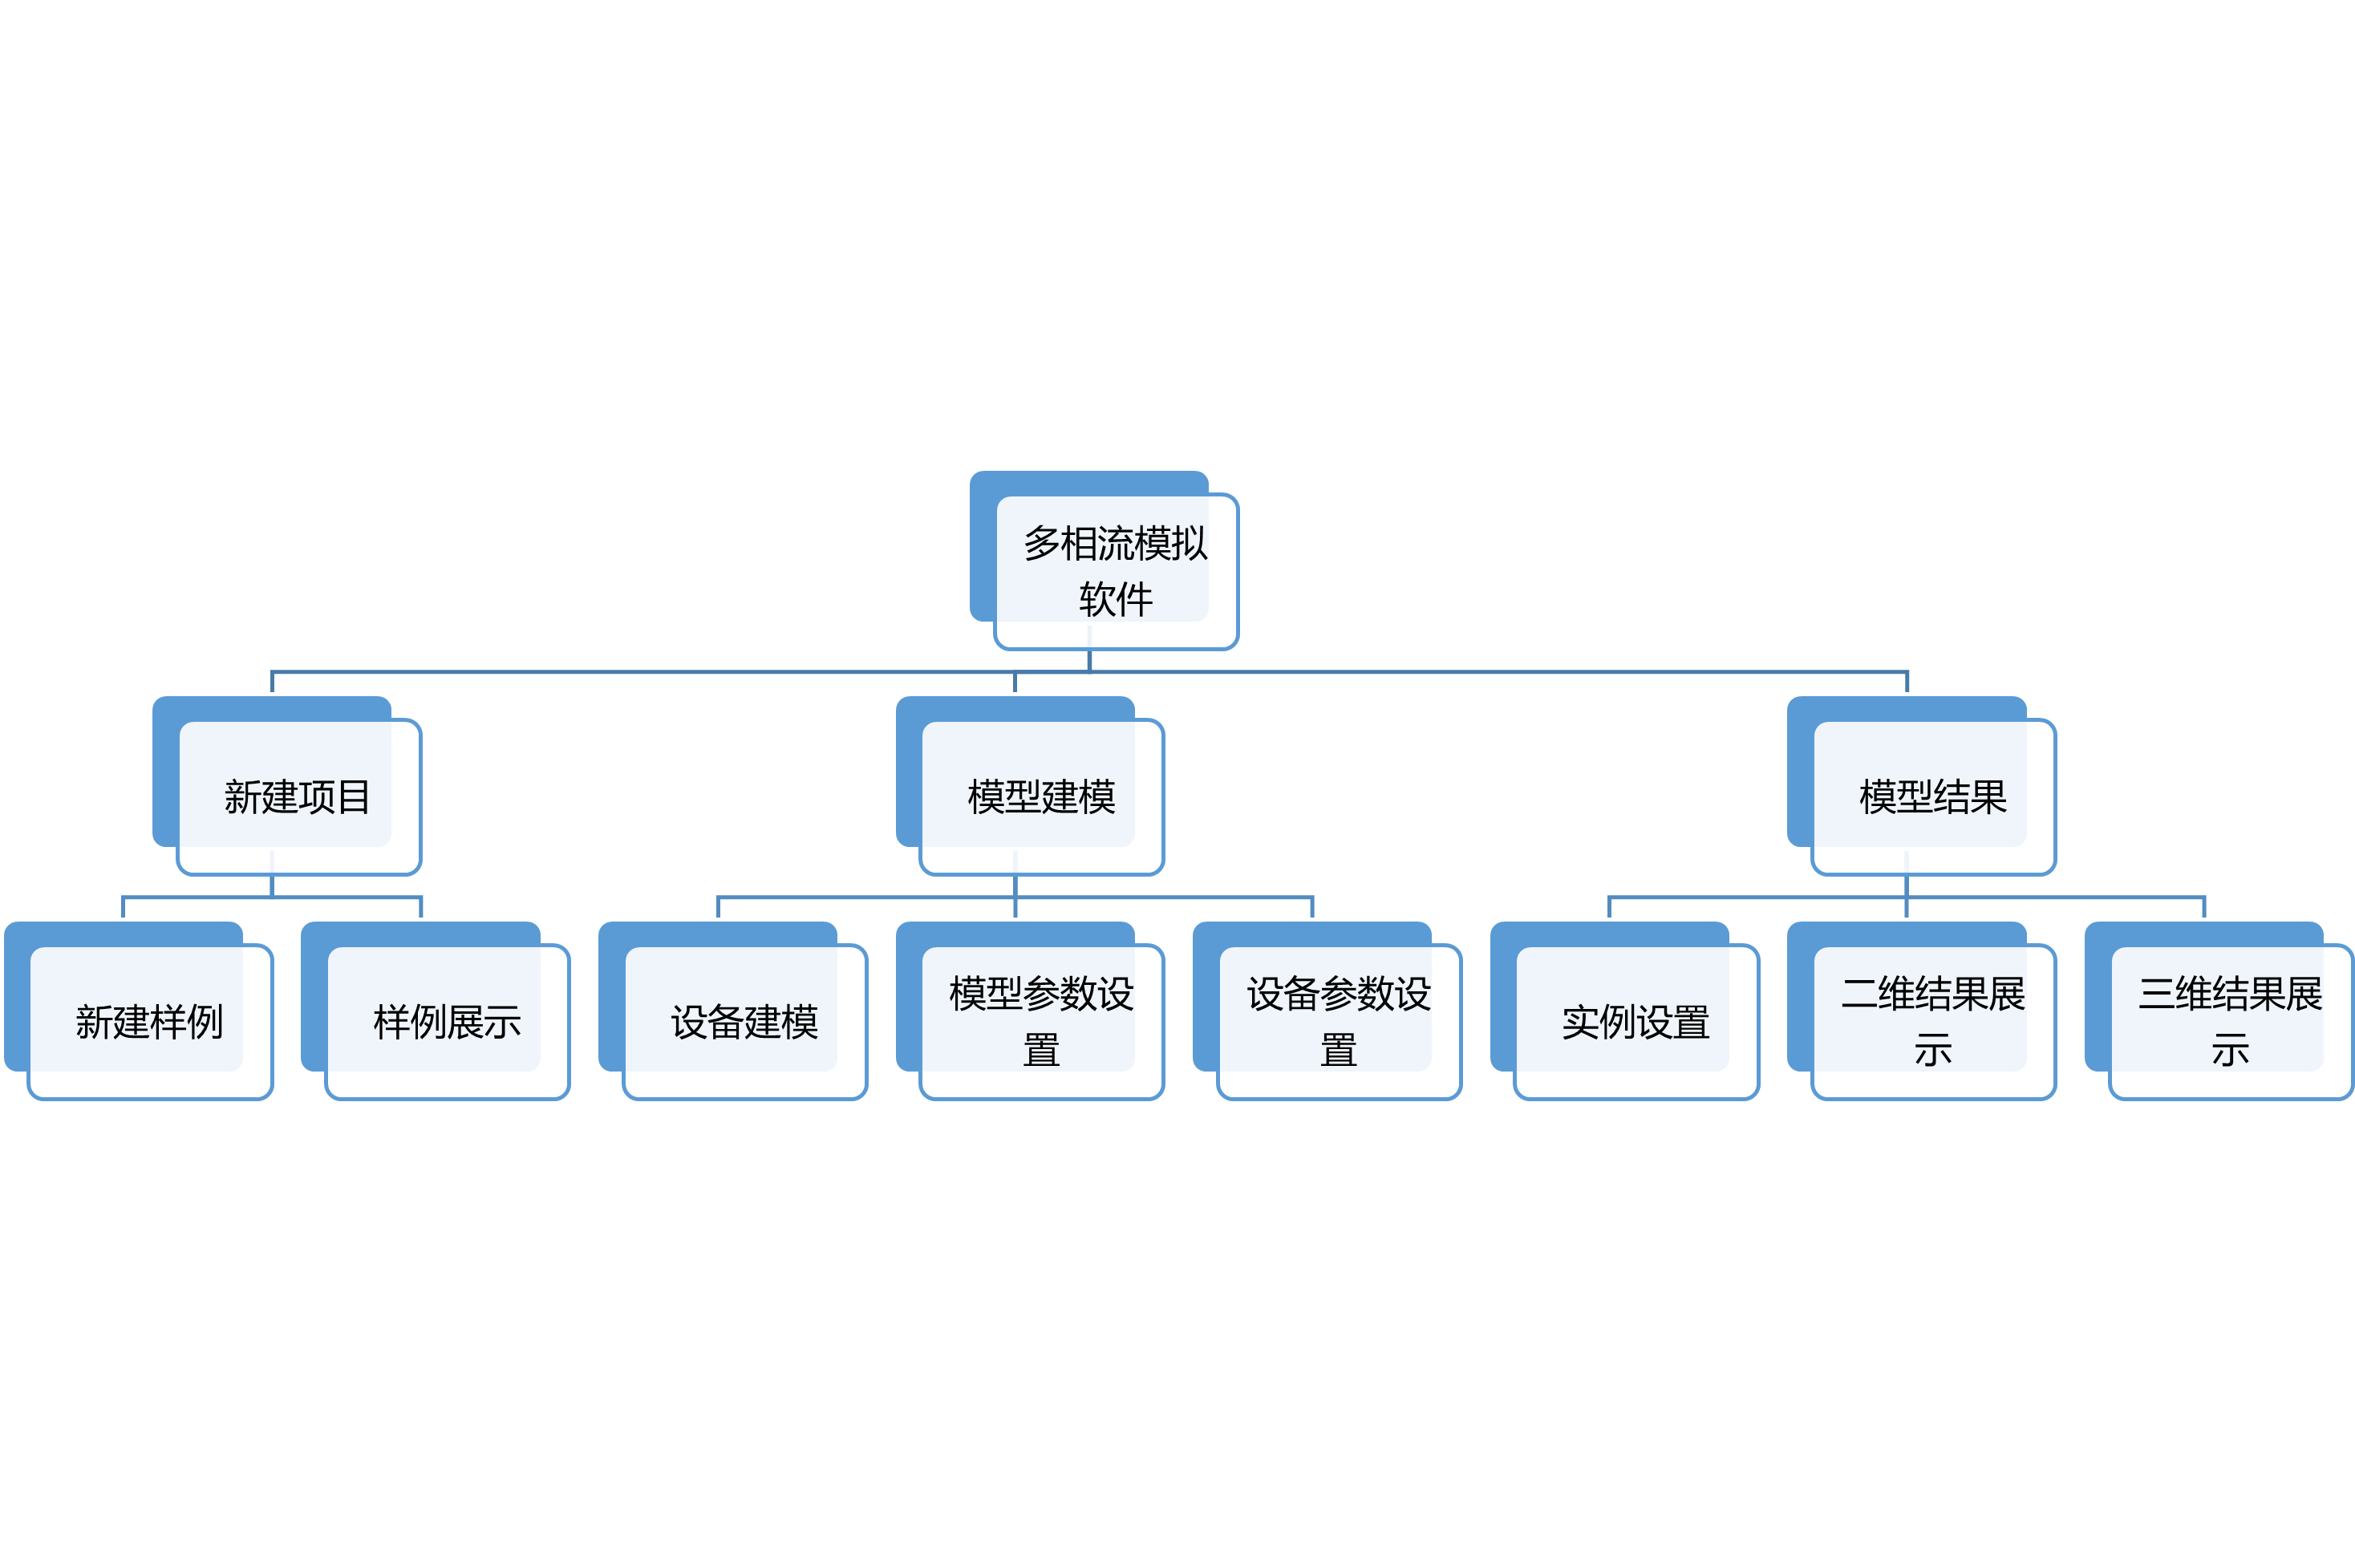 多相流模拟
软件
新建项目
模型建模
模型结果
新建样例
样例展示
设备建模
模型参数设
置
设备参数设
置
实例设置
二维结果展
示
三维结果展
示